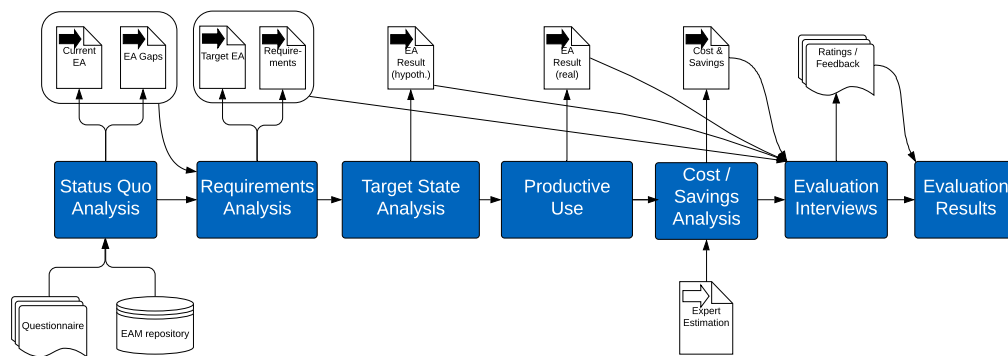 Current
EA
EA Gaps
Target EA
Require-
ments
EA
Result
(hypoth.)
EA
Result
(real)
Cost &
Savings
Ratings /
Feedback
Status Quo
Analysis
Requirements
Analysis
Target State
Analysis
Productive
Use
Cost /
Savings
Analysis
Evaluation
Interviews
Evaluation
Results
Questionnaire
EAM repository
Expert
Estimation